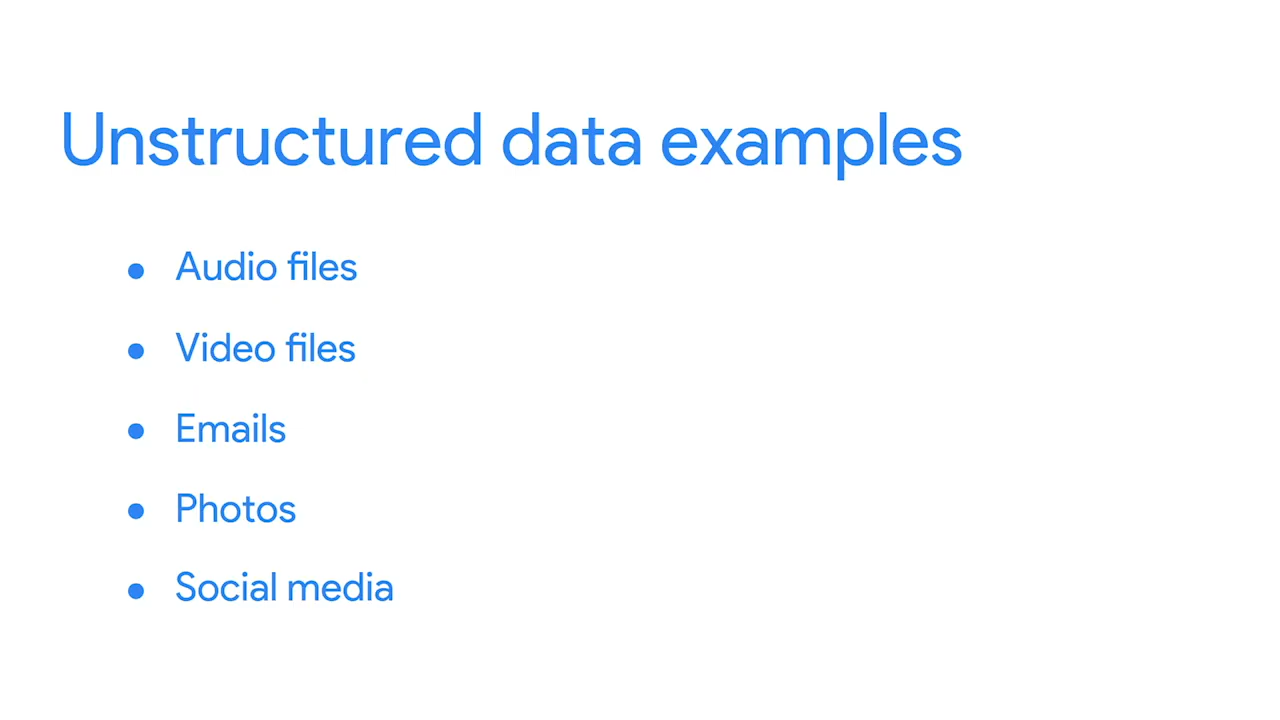 Unstructured data examples
● Audio files
● Video files
● Emails
● Photos
● Social media